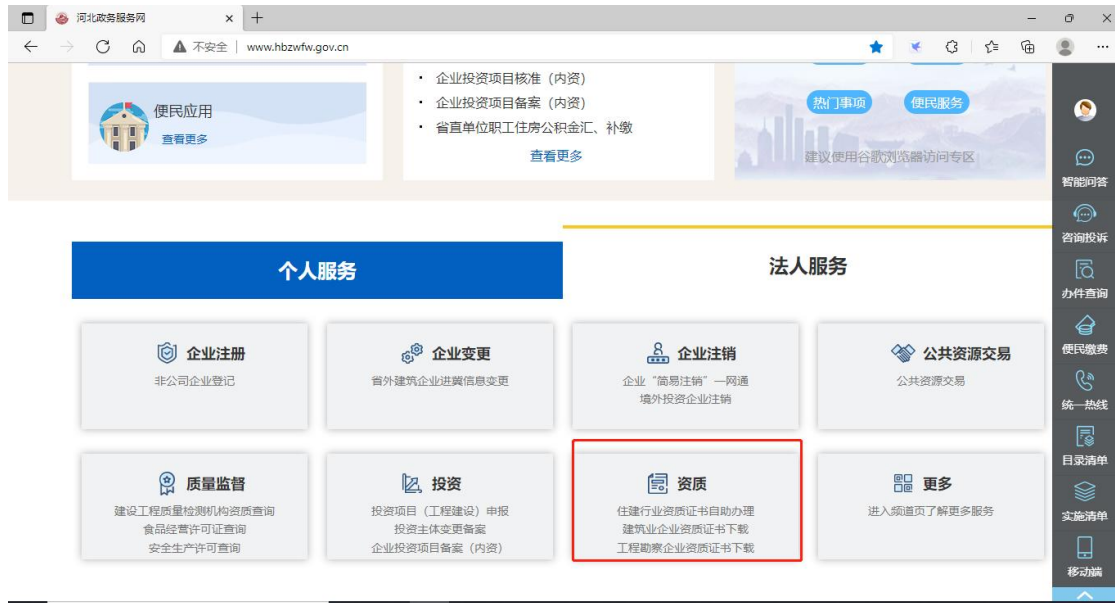 河北政务服务网
不安全
www.hbzwfw.gov.cn
便民应用
查看更多
· 企业投资项目核准（内资）
· 企业投资项目备案（内资）
· 省直单位职工住房公积金汇、补缴
查看更多
热门事项
便民服务
建议使用谷歌浏览器访问专区
个人服务
法人服务
企业注册
非公司企业登记
企业变更
省外建筑企业进冀信息变更
企业注销
企业“简易注销”一网通
境外投资企业注销
公共资源交易
公共资源交易
质量监督
建设工程质量检测机构资质查询
食品经营许可证查询
安全生产许可查询
投资
投资项目（工程建设）申报
投资主体变更备案
企业投资项目备案（内资）
资质
住建行业资质证书自助办理
建筑业企业资质证书下载
工程勘察企业资质证书下载
更多
进入频道页了解更多服务
智能问答
咨询投诉
办件查询
便民缴费
统一热线
目录清单
实施清单
移动端